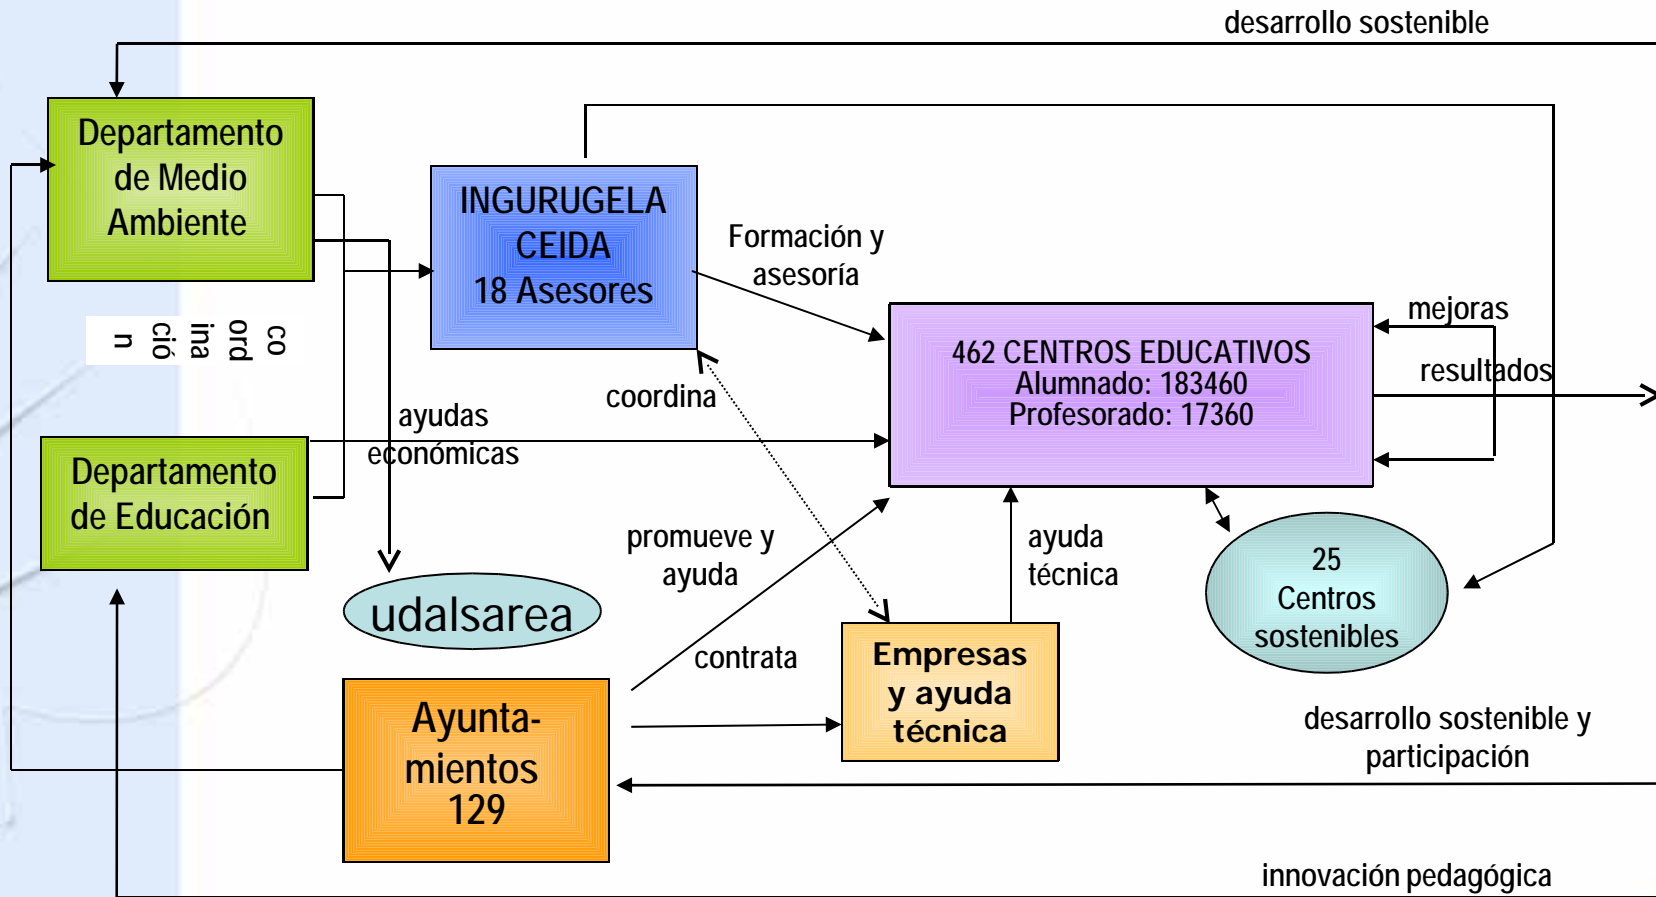 desarrollo sostenible
Departamento
de Medio
Ambiente
INGURUGELA
CEIDA
18 Asesores
Formación y
asesoría
co
ord
ina
ció
n
462 CENTROS EDUCATIVOS
Alumnado: 183460
Profesorado: 17360
mejoras
resultados
coordina
ayudas
económicas
Departamento
de Educación
promueve y
ayuda
ayuda
técnica
25
Centros
sostenibles
udalsarea
contrata
Empresas
y ayuda
técnica
Ayunta-
mientos
129
desarrollo sostenible y
participación
innovación pedagógica